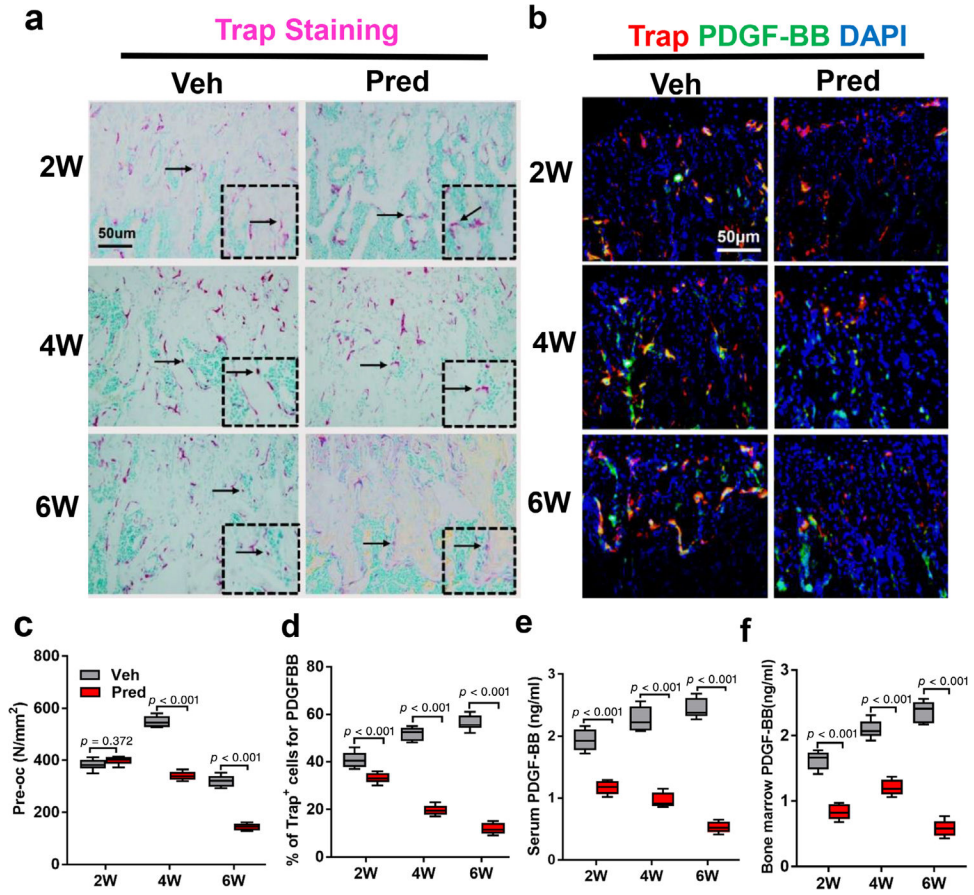 a
Trap Staining
Veh Pred
2W
50µm
4W
6W
b
Trap PDGF-BB DAPI
Veh Pred
2W
50µm
4W
6W
c
Pre-oc (N/mm²)
800
600
400
200
0
Veh
Pred
p = 0.372
p < 0.001
p < 0.001
2W 4W 6W
d
% of Trap⁺ cells for PDGFBB
80
60
40
20
0
p < 0.001
p < 0.001
p < 0.001
2W 4W 6W
e
Serum PDGF-BB (ng/ml)
3
2
1
0
p < 0.001
p < 0.001
p < 0.001
2W 4W 6W
f
Bone marrow PDGF-BB(ng/ml)
3
2
1
0
p < 0.001
p < 0.001
p < 0.001
2W 4W 6W